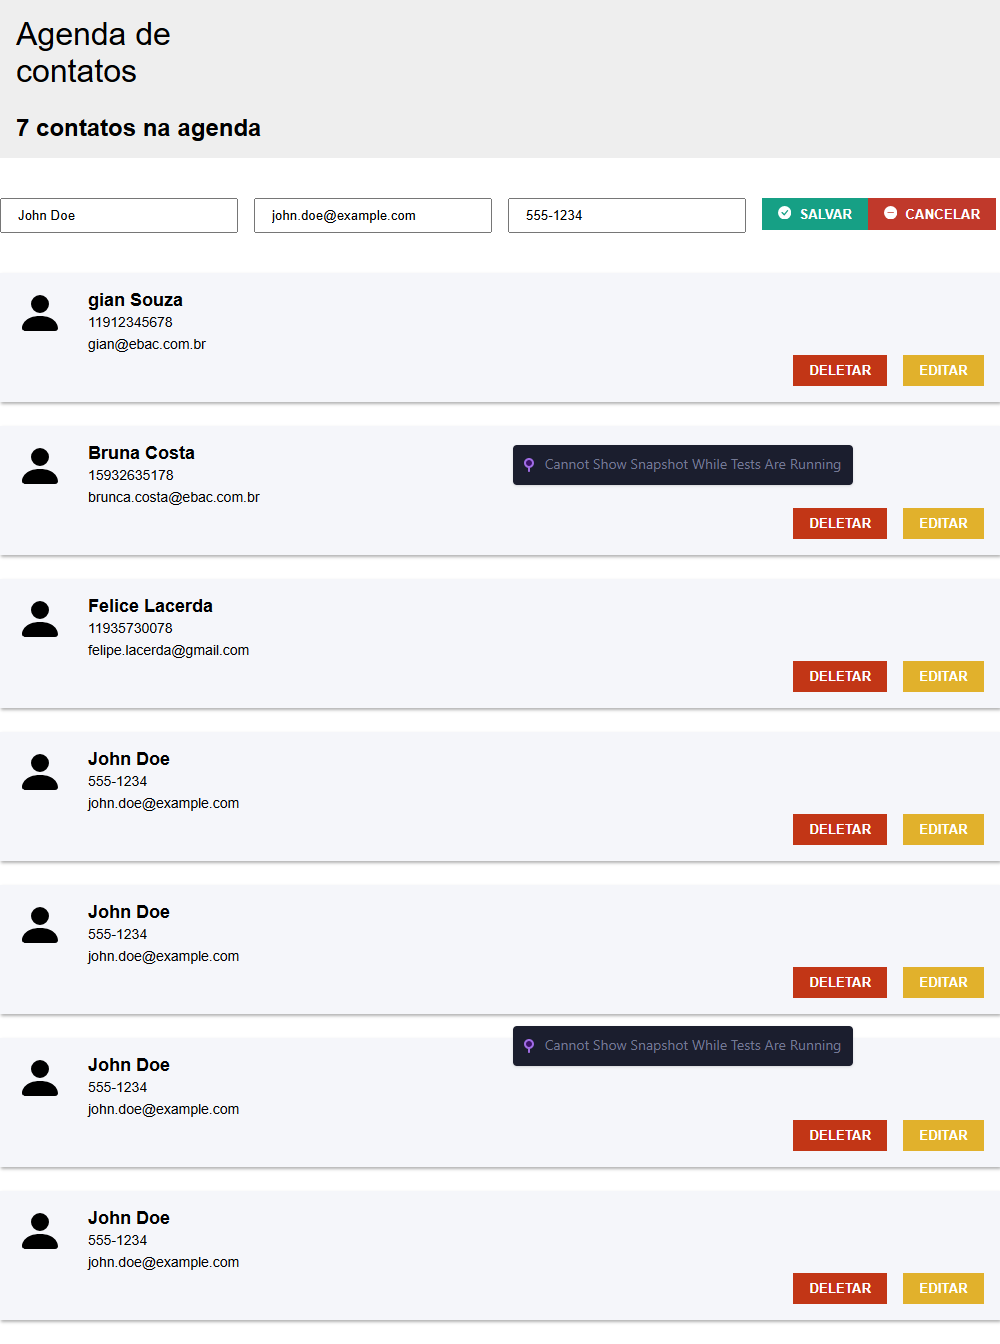 Agenda de
contatos
7 contatos na agenda
John Doe
john.doe@example.com
555-1234
SALVAR
CANCELAR
gian Souza
11912345678
gian@ebac.com.br
DELETAR
EDITAR
Bruna Costa
15932635178
brunca.costa@ebac.com.br
Cannot Show Snapshot While Tests Are Running
DELETAR
EDITAR
Felice Lacerda
11935730078
felipe.lacerda@gmail.com
DELETAR
EDITAR
John Doe
555-1234
john.doe@example.com
DELETAR
EDITAR
John Doe
555-1234
john.doe@example.com
DELETAR
EDITAR
Cannot Show Snapshot While Tests Are Running
John Doe
555-1234
john.doe@example.com
DELETAR
EDITAR
John Doe
555-1234
john.doe@example.com
DELETAR
EDITAR